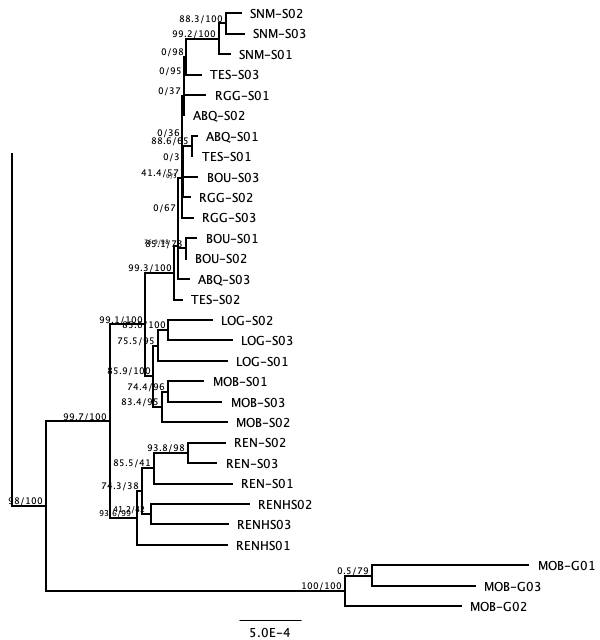 SNM-S02
88.3/100
SNM-S03
99.2/100
SNM-S01
0/98
0/95
TES-S03
0/37
RGG-S01
ABQ-S02
0/36
ABQ-S01
88.6/65
0/3
TES-S01
41.4/57
BOU-S03
RGG-S02
0/67
RGG-S03
BOU-S01
85.1/73
BOU-S02
99.3/100
ABQ-S03
TES-S02
99.1/100
LOG-S02
75.5/95
LOG-S03
LOG-S01
85.9/100
MOB-S01
74.4/96
83.4/95
MOB-S03
99.7/100
MOB-S02
REN-S02
93.8/98
85.5/41
REN-S03
74.3/38
REN-S01
98/100
RENHS02
93.6/99
RENHS03
RENHS01
MOB-G01
0.5/79
100/100
MOB-G03
MOB-G02
5.0E-4